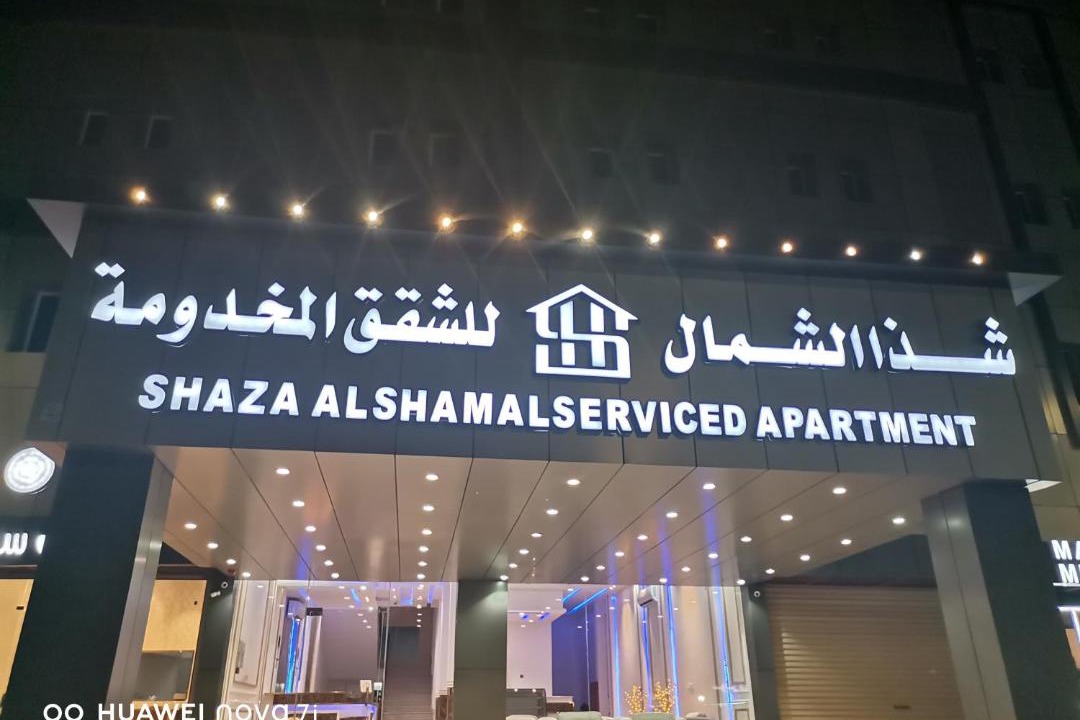 شذا الشمال للشقق المخدومة
SHAZA ALSHAMALSERVICED APARTMENT
HUAWEI nova 7i